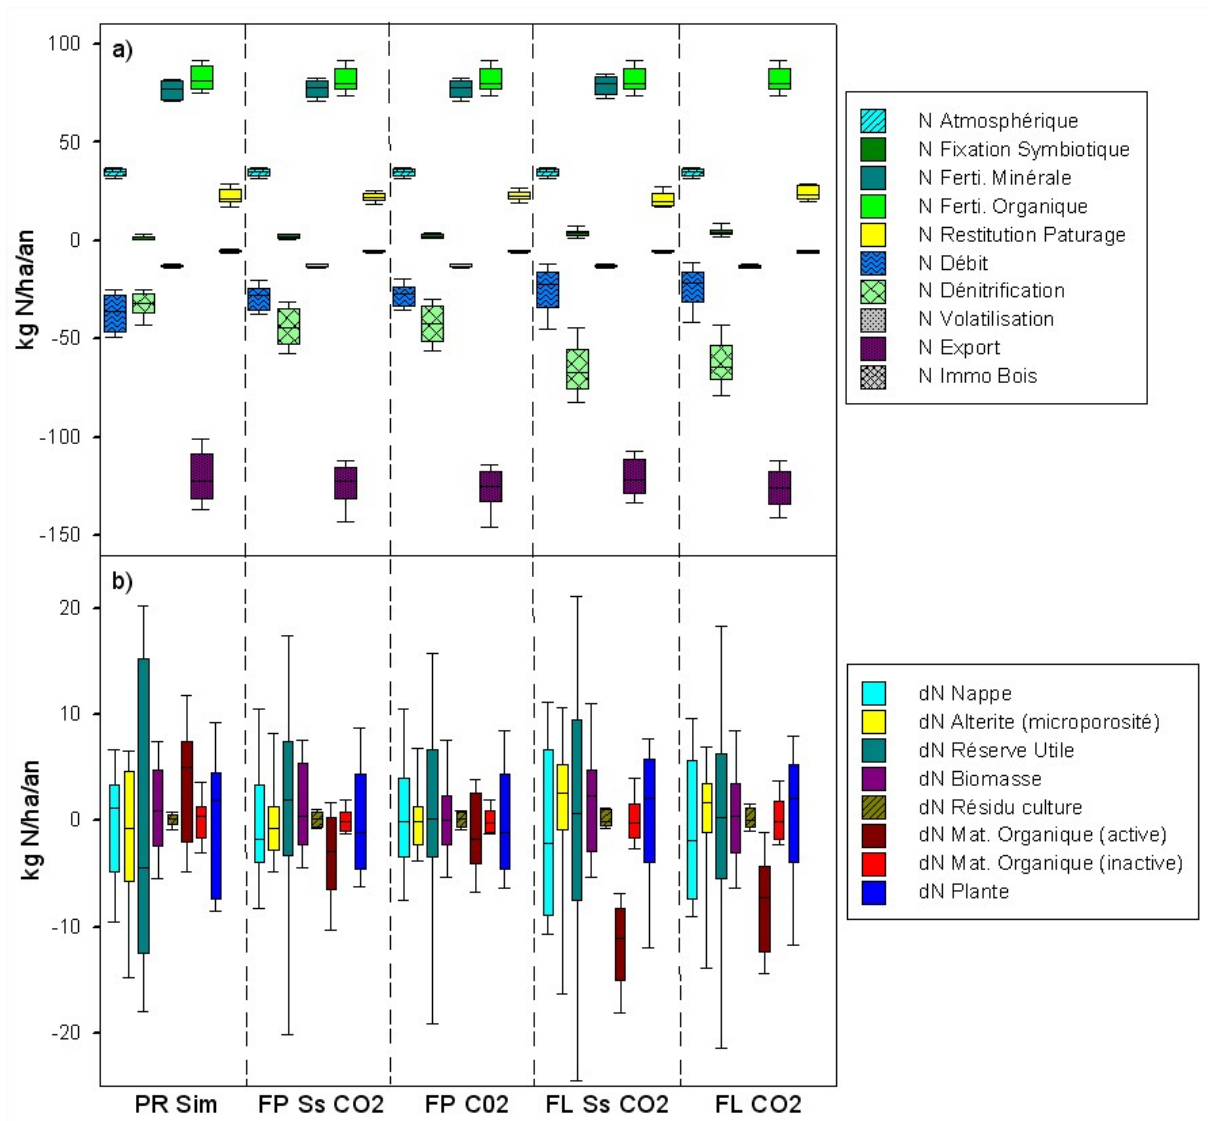 a)
100
50
0
-50
-100
-150
kg N/ha/an
N Atmosphérique
N Fixation Symbiotique
N Ferti. Minérale
N Ferti. Organique
N Restitution Paturage
N Débit
N Dénitrification
N Volatilisation
N Export
N Immo Bois
b)
20
10
0
-10
-20
kg N/ha/an
dN Nappe
dN Alterite (microporosité)
dN Réserve Utile
dN Biomasse
dN Résidu culture
dN Mat. Organique (active)
dN Mat. Organique (inactive)
dN Plante
PR Sim FP Ss CO2 FP C02 FL Ss CO2 FL CO2